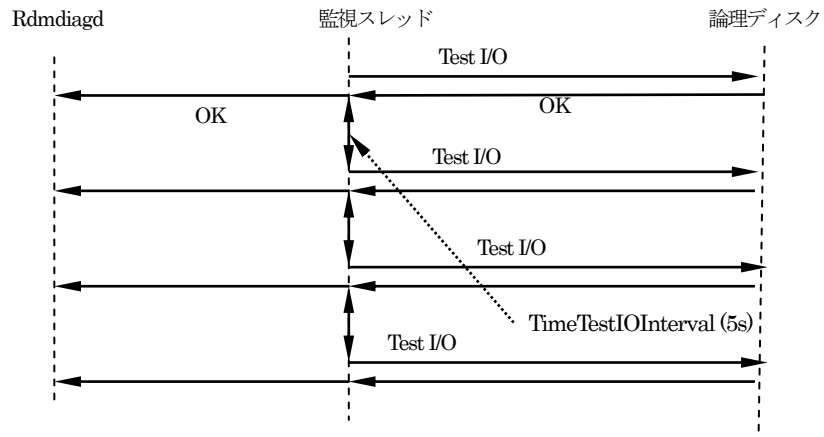 Rdmdiagd
監視スレッド
論理ディスク
Test I/O
OK
OK
Test I/O
Test I/O
TimeTestIOInterval (5s)
Test I/O